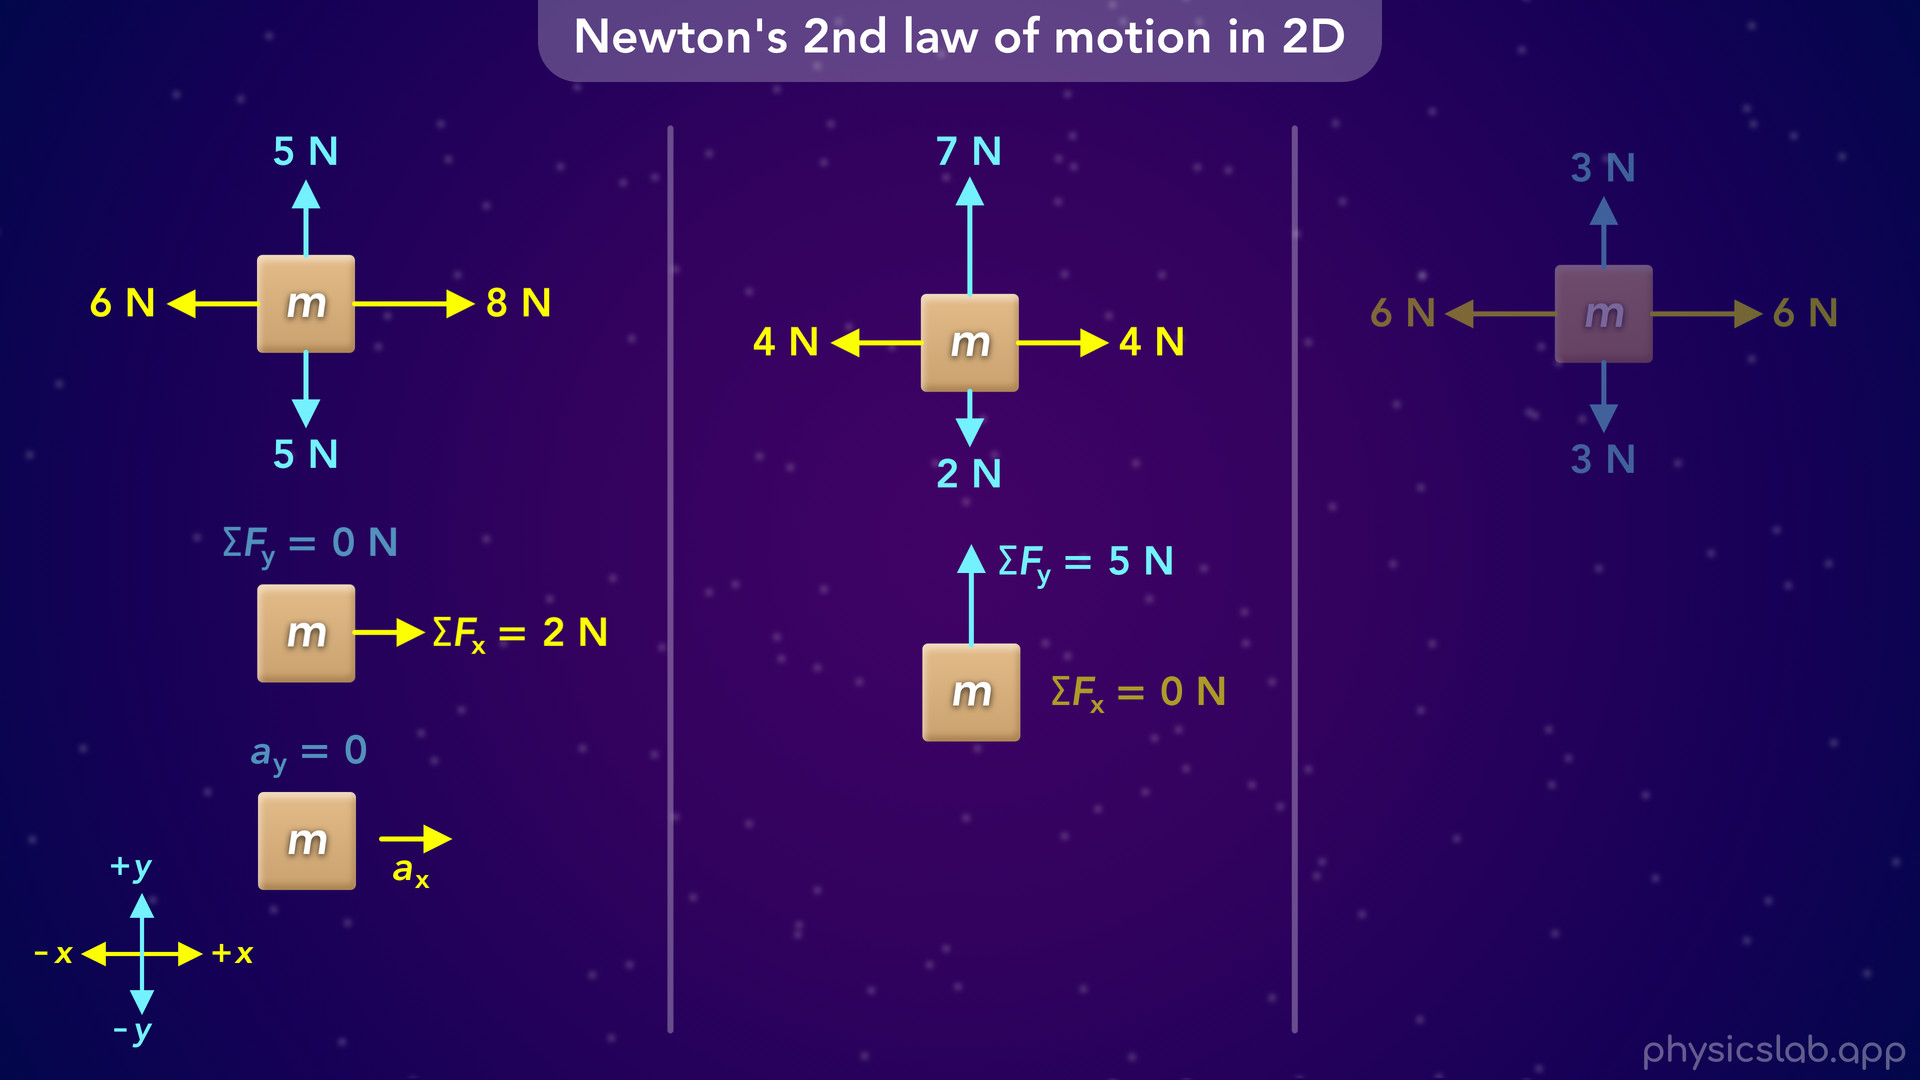 Newton's 2nd law of motion in 2D
5 N
6 N
m
8 N
5 N
ΣFy = 0 N
m
ΣFx = 2 N
ay = 0
m
ax
+y
-x
+x
-y
7 N
4 N
m
4 N
2 N
ΣFy = 5 N
m
ΣFx = 0 N
3 N
6 N
m
6 N
3 N
physicslab.app